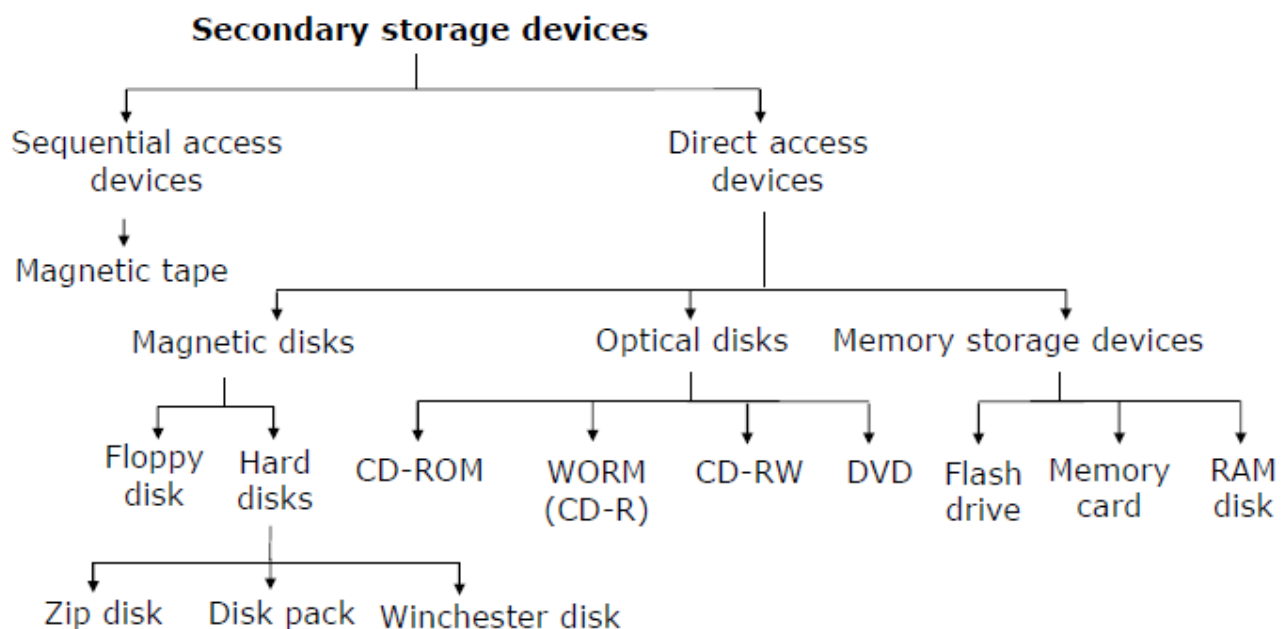 Secondary storage devices
Sequential access
devices
Direct access
devices
Magnetic tape
Magnetic disks
Optical disks
Memory storage devices
Floppy
disk
Hard
disks
CD-ROM
WORM
(CD-R)
CD-RW
DVD
Flash
drive
Memory
card
RAM
disk
Zip disk
Disk pack
Winchester disk